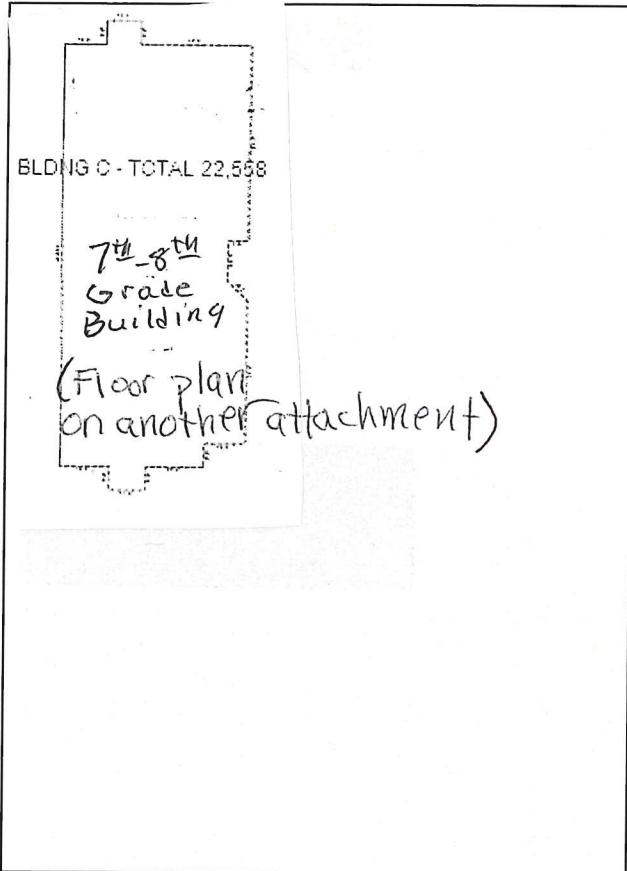 BLDNG C - TOTAL 22,558
7th-8th
Grade
Building
(Floor plan
on another attachment)